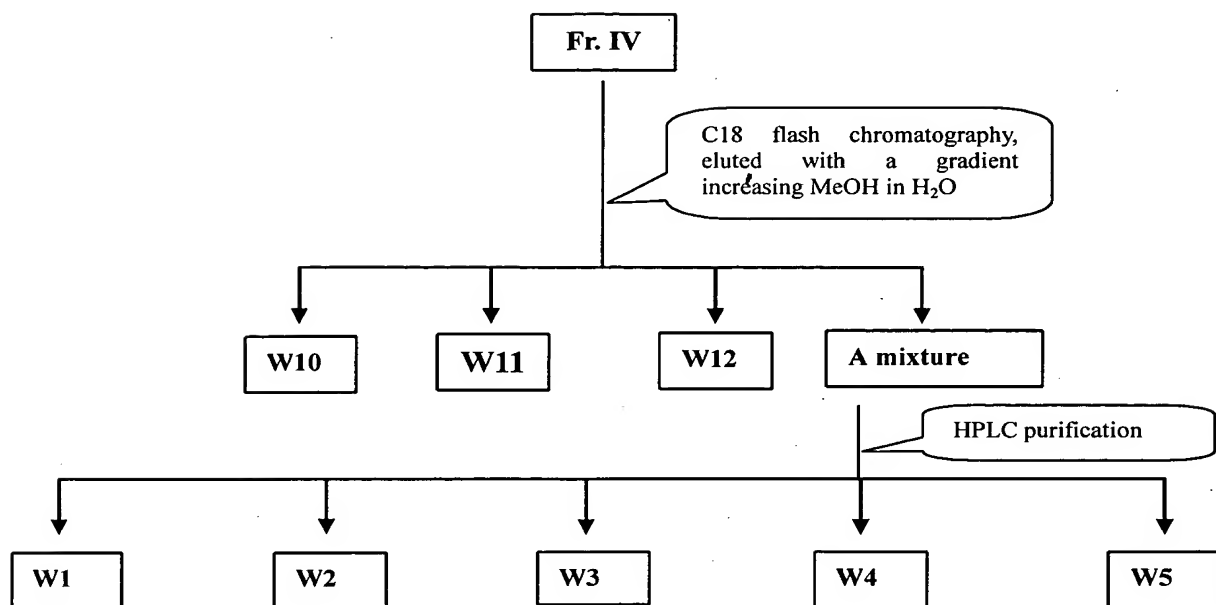 Fr. IV
C18 flash chromatography,
eluted with a gradient
increasing MeOH in H₂O
W10
W11
W12
A mixture
HPLC purification
W1
W2
W3
W4
W5